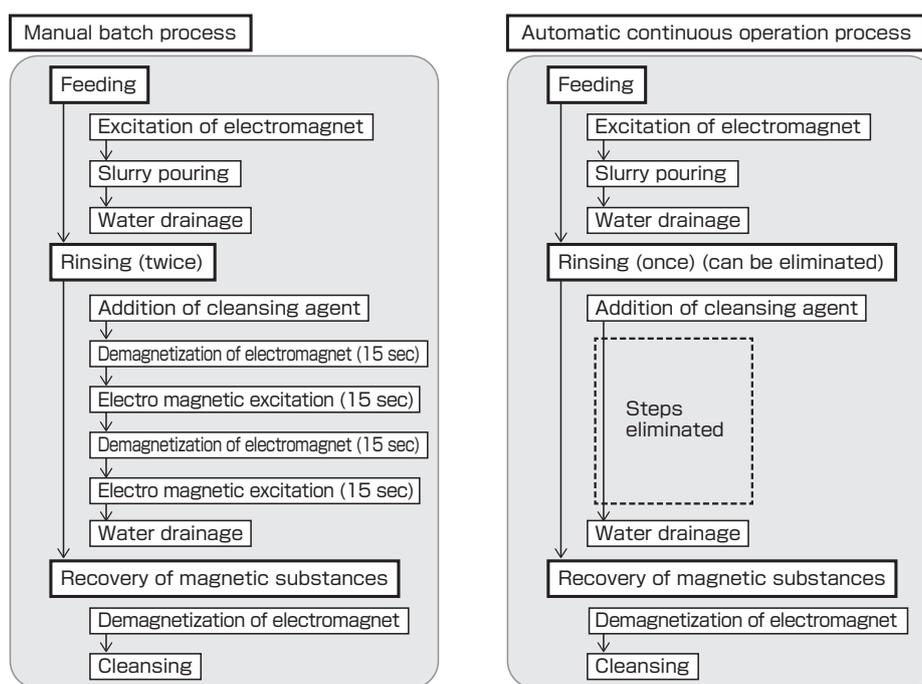 Manual batch process
Feeding
Excitation of electromagnet
Slurry pouring
Water drainage
Rinsing (twice)
Addition of cleansing agent
Demagnetization of electromagnet (15 sec)
Electro magnetic excitation (15 sec)
Demagnetization of electromagnet (15 sec)
Electro magnetic excitation (15 sec)
Water drainage
Recovery of magnetic substances
Demagnetization of electromagnet
Cleansing
Automatic continuous operation process
Feeding
Excitation of electromagnet
Slurry pouring
Water drainage
Rinsing (once) (can be eliminated)
Addition of cleansing agent
Steps
eliminated
Water drainage
Recovery of magnetic substances
Demagnetization of electromagnet
Cleansing